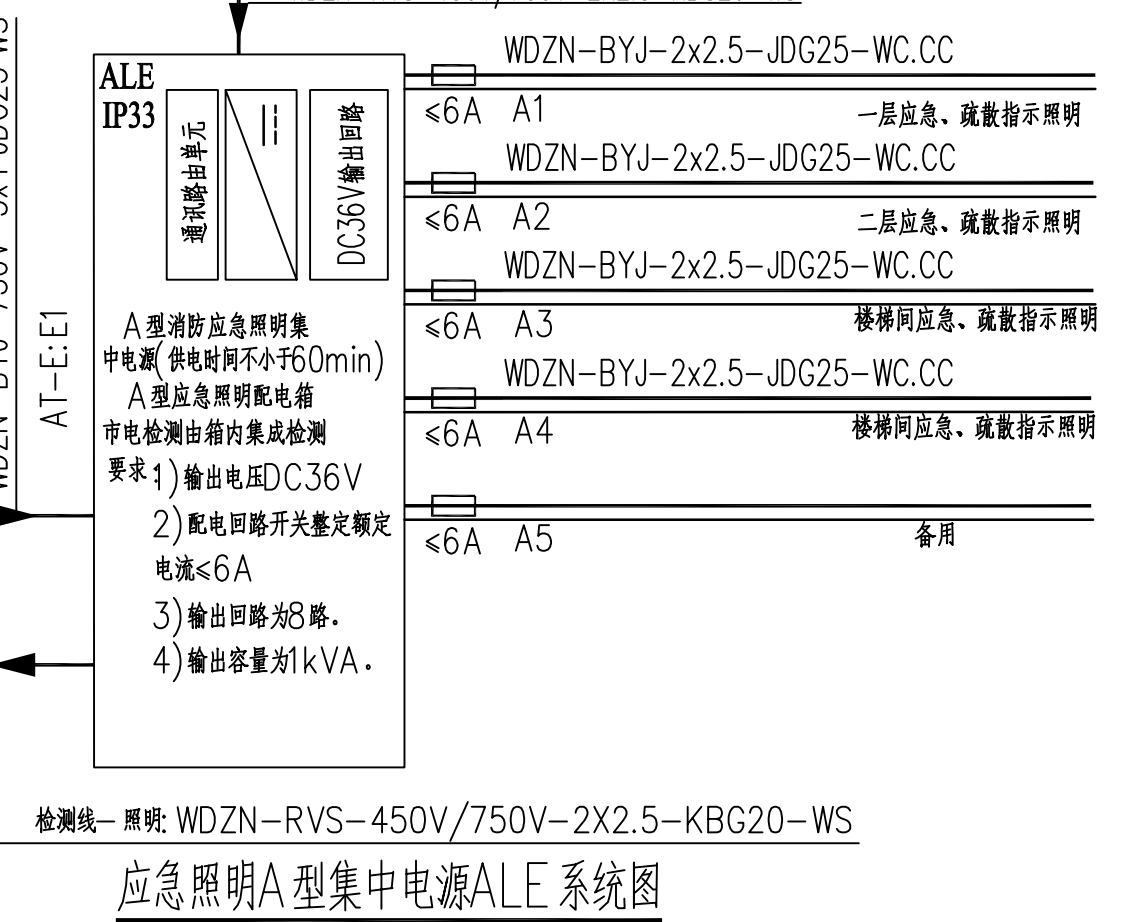 ALE
IP33
通讯路由单元
DC36V输出回路
WDZN-BYJ-2x2.5-JDG25-WC.CC
≤6A A1 一层应急、疏散指示照明
WDZN-BYJ-2x2.5-JDG25-WC.CC
≤6A A2 二层应急、疏散指示照明
WDZN-BYJ-2x2.5-JDG25-WC.CC
≤6A A3 楼梯间应急、疏散指示照明
WDZN-BYJ-2x2.5-JDG25-WC.CC
≤6A A4 楼梯间应急、疏散指示照明
≤6A A5 备用
AT-E:E1
A型消防应急照明集
中电源(供电时间不小于60min)
A型应急照明配电箱
市电检测由箱内集成检测
要求:1)输出电压DC36V
2)配电回路开关整定额定
电流≤6A
3)输出回路为8路.
4)输出容量为1kVA.
检测线-照明:WDZN-RVS-450V/750V-2X2.5-KBG20-WS
应急照明A型集中电源ALE系统图